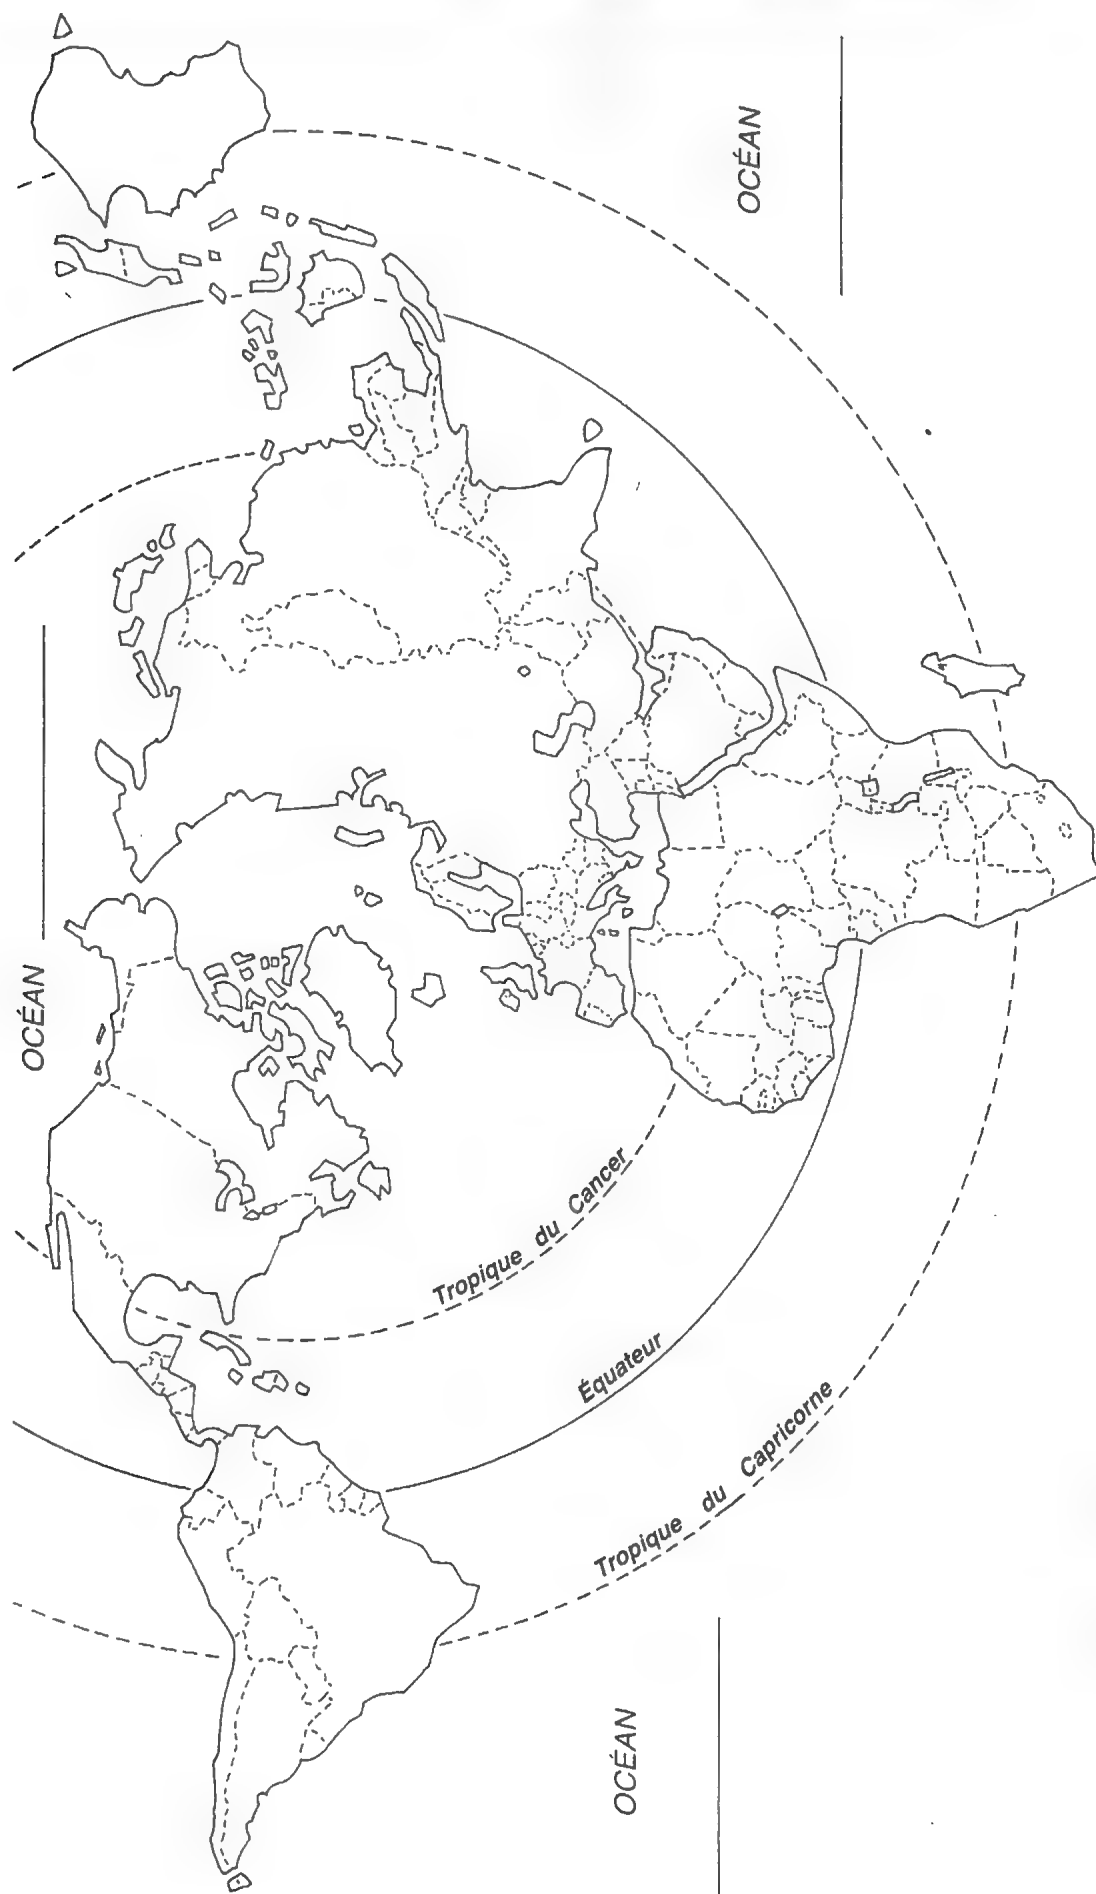 OCÉAN
OCÉAN
Tropique du Cancer
Équateur
Tropique du Capricorne
OCÉAN